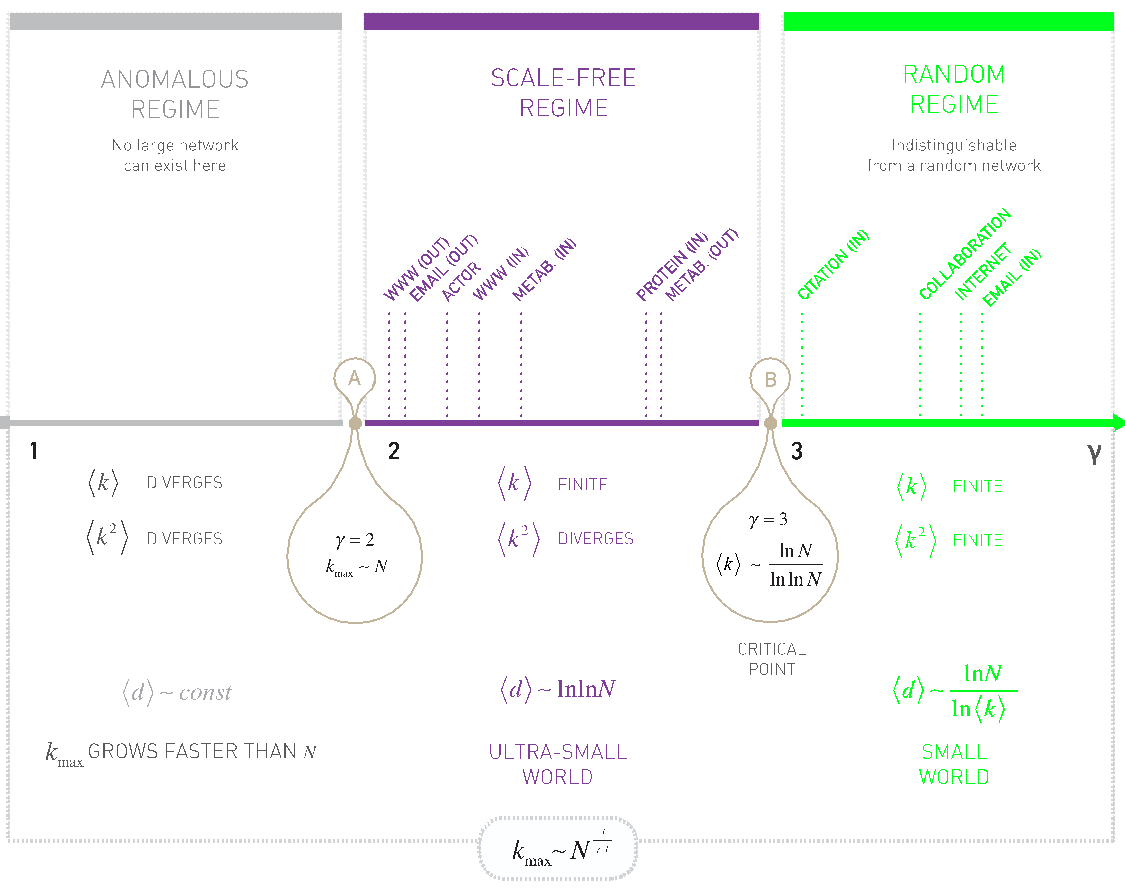 ANOMALOUS
REGIME
No large network
can exist here
SCALE-FREE
REGIME
RANDOM
REGIME
Indistinguishable
from a random network
WWW (OUT)
EMAIL (OUT)
ACTOR
WWW (IN)
METAB. (IN)
PROTEIN (IN)
METAB. (OUT)
CITATION (IN)
COLLABORATION
INTERNET
EMAIL (IN)
A
B
1
2
3
γ
⟨k⟩ DIVERGES
⟨k²⟩ DIVERGES
γ = 2
k_max ~ N
⟨k⟩ FINITE
⟨k²⟩ DIVERGES
γ = 3
⟨k⟩ ~ ln N / ln ln N
CRITICAL
POINT
⟨k⟩ FINITE
⟨k²⟩ FINITE
⟨d⟩ ~ const
k_max GROWS FASTER THAN N
⟨d⟩ ~ lnlnN
ULTRA-SMALL
WORLD
⟨d⟩ ~ lnN / ln⟨k⟩
SMALL
WORLD
k_max ~ N